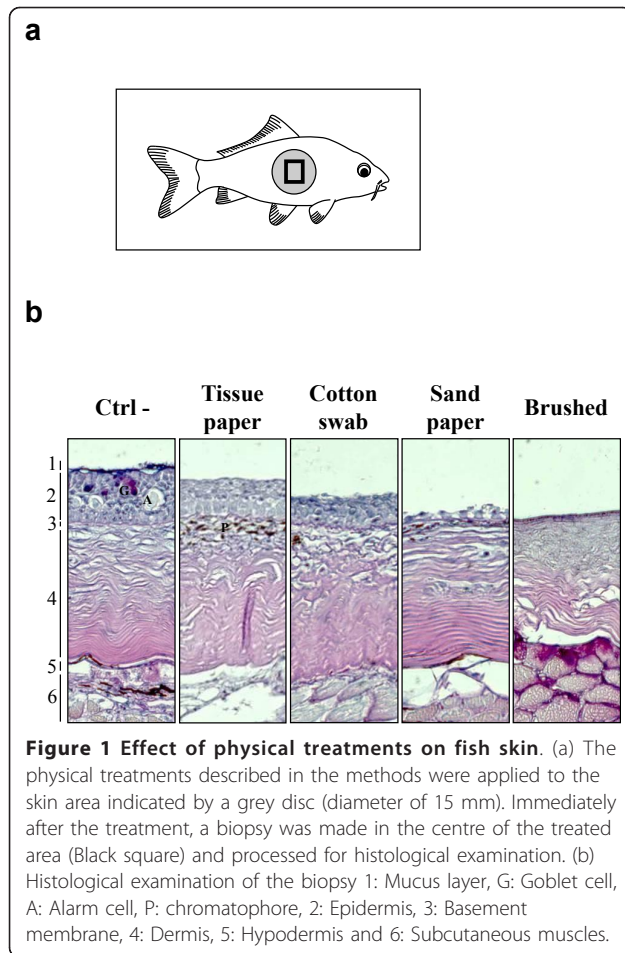 a
b
Ctrl -
Tissue paper
Cotton swab
Sand paper
Brushed
1
2
3
4
5
6
G
A
P
Figure 1 Effect of physical treatments on fish skin. (a) The
physical treatments described in the methods were applied to the
skin area indicated by a grey disc (diameter of 15 mm). Immediately
after the treatment, a biopsy was made in the centre of the treated
area (Black square) and processed for histological examination. (b)
Histological examination of the biopsy 1: Mucus layer, G: Goblet cell,
A: Alarm cell, P: chromatophore, 2: Epidermis, 3: Basement
membrane, 4: Dermis, 5: Hypodermis and 6: Subcutaneous muscles.